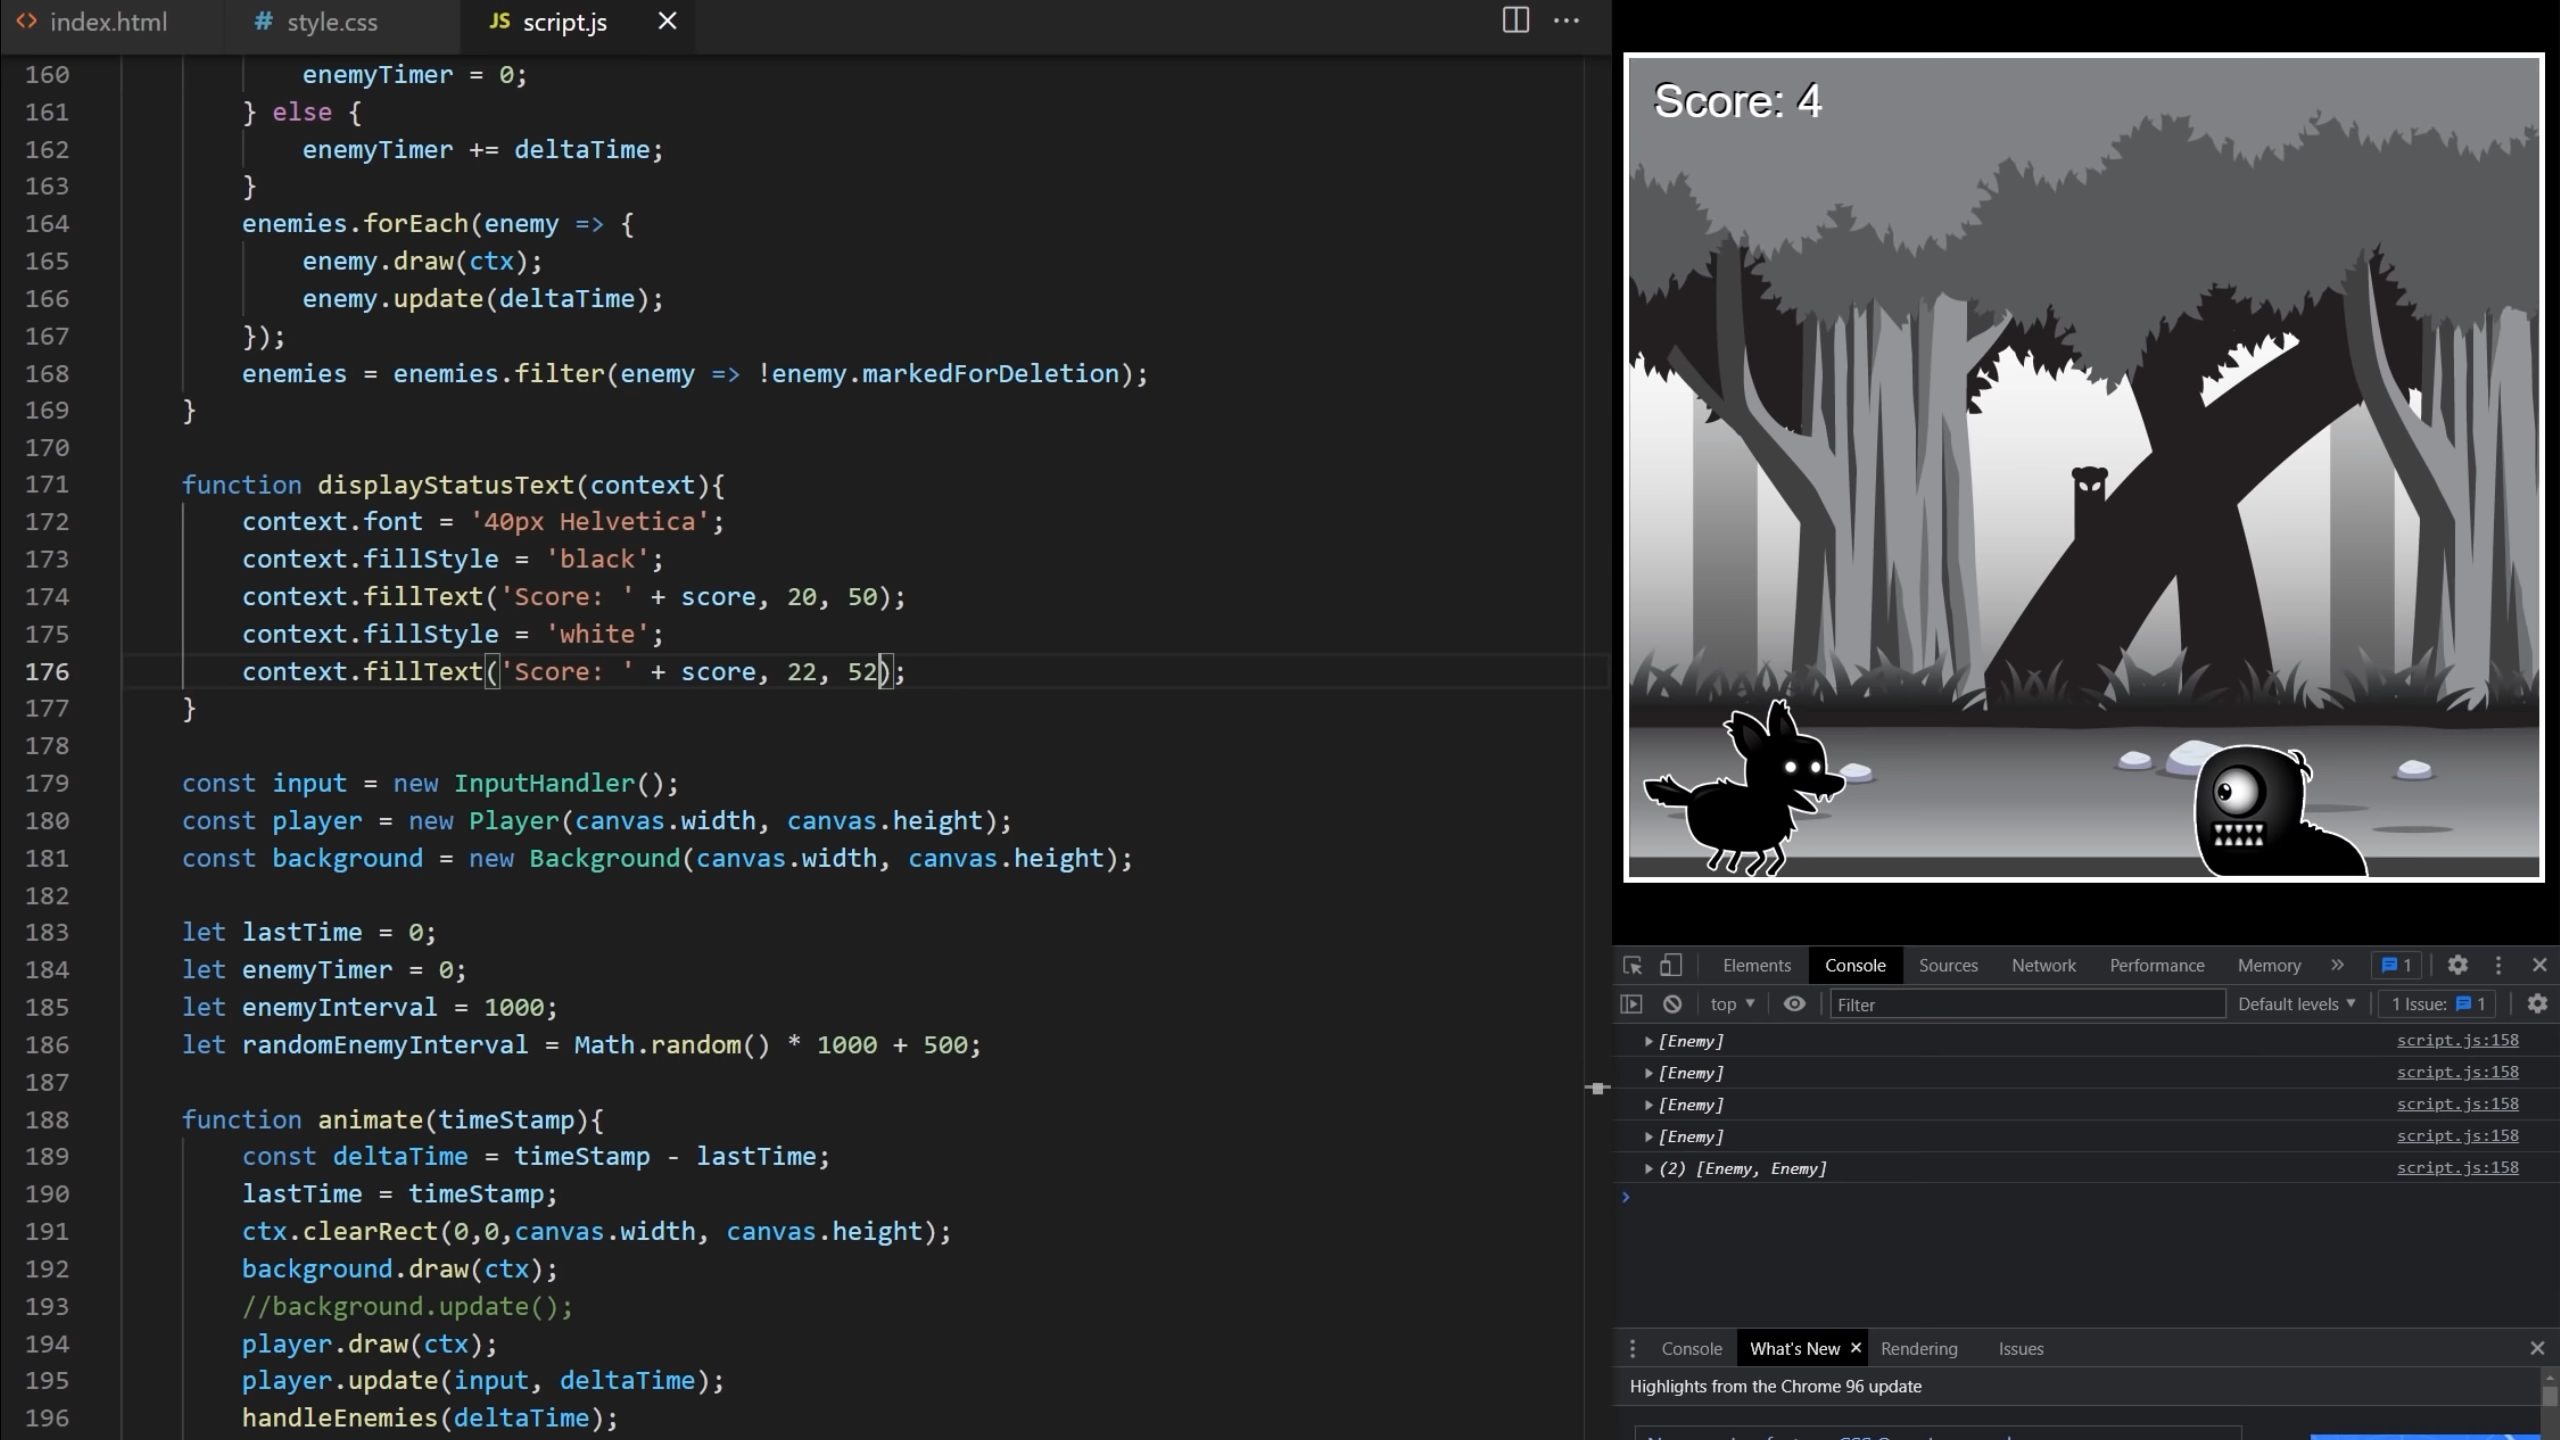 index.html
style.css
JS script.js
160 enemyTimer = 0;
161 } else {
162 enemyTimer += deltaTime;
163 }
164 enemies.forEach(enemy => {
165 enemy.draw(ctx);
166 enemy.update(deltaTime);
167 });
168 enemies = enemies.filter(enemy => !enemy.markedForDeletion);
169 }
170
171 function displayStatusText(context){
172 context.font = '40px Helvetica';
173 context.fillStyle = 'black';
174 context.fillText('Score: ' + score, 20, 50);
175 context.fillStyle = 'white';
176 context.fillText('Score: ' + score, 22, 52);
177 }
178
179 const input = new InputHandler();
180 const player = new Player(canvas.width, canvas.height);
181 const background = new Background(canvas.width, canvas.height);
182
183 let lastTime = 0;
184 let enemyTimer = 0;
185 let enemyInterval = 1000;
186 let randomEnemyInterval = Math.random() * 1000 + 500;
187
188 function animate(timeStamp){
189 const deltaTime = timeStamp - lastTime;
190 lastTime = timeStamp;
191 ctx.clearRect(0,0,canvas.width, canvas.height);
192 background.draw(ctx);
193 //background.update();
194 player.draw(ctx);
195 player.update(input, deltaTime);
196 handleEnemies(deltaTime);
Score: 4
Elements Console Sources Network Performance Memory 1
top Filter Default levels 1 Issue: 1
[Enemy] script.js:158
[Enemy] script.js:158
[Enemy] script.js:158
[Enemy] script.js:158
(2) [Enemy, Enemy] script.js:158
Console What's New Rendering Issues
Highlights from the Chrome 96 update